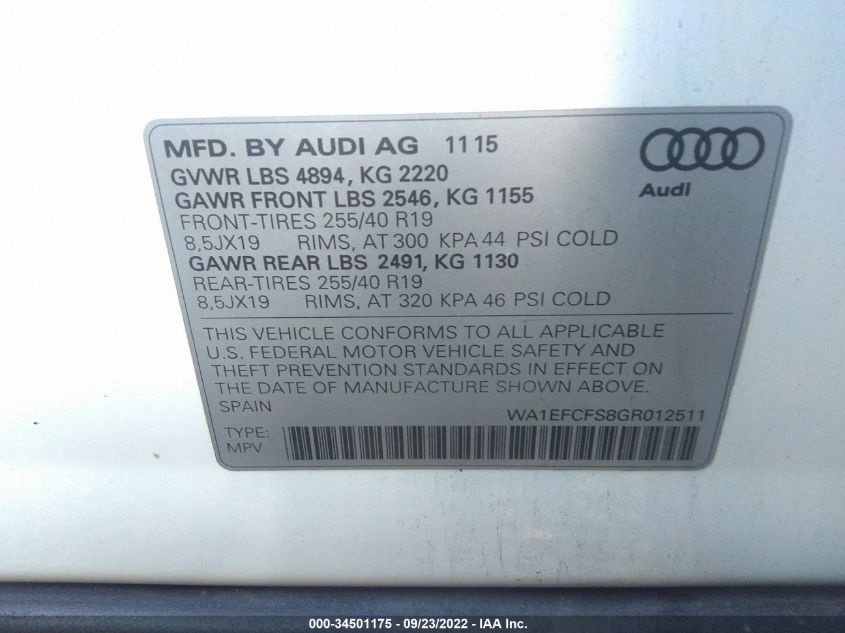 MFD. BY AUDI AG 11 15
GVWR LBS 4894, KG 2220
GAWR FRONT LBS 2546, KG 1155
FRONT-TIRES 255/40 R19
8,5JX19 RIMS, AT 300 KPA 44 PSI COLD
GAWR REAR LBS 2491, KG 1130
REAR-TIRES 255/40 R19
8,5JX19 RIMS, AT 320 KPA 46 PSI COLD
Audi
THIS VEHICLE CONFORMS TO ALL APPLICABLE
U.S. FEDERAL MOTOR VEHICLE SAFETY AND
THEFT PREVENTION STANDARDS IN EFFECT ON
THE DATE OF MANUFACTURE SHOWN ABOVE.
SPAIN
WA1EFCFS8GR012511
TYPE:
MPV
000-34501175 - 09/23/2022 - IAA Inc.